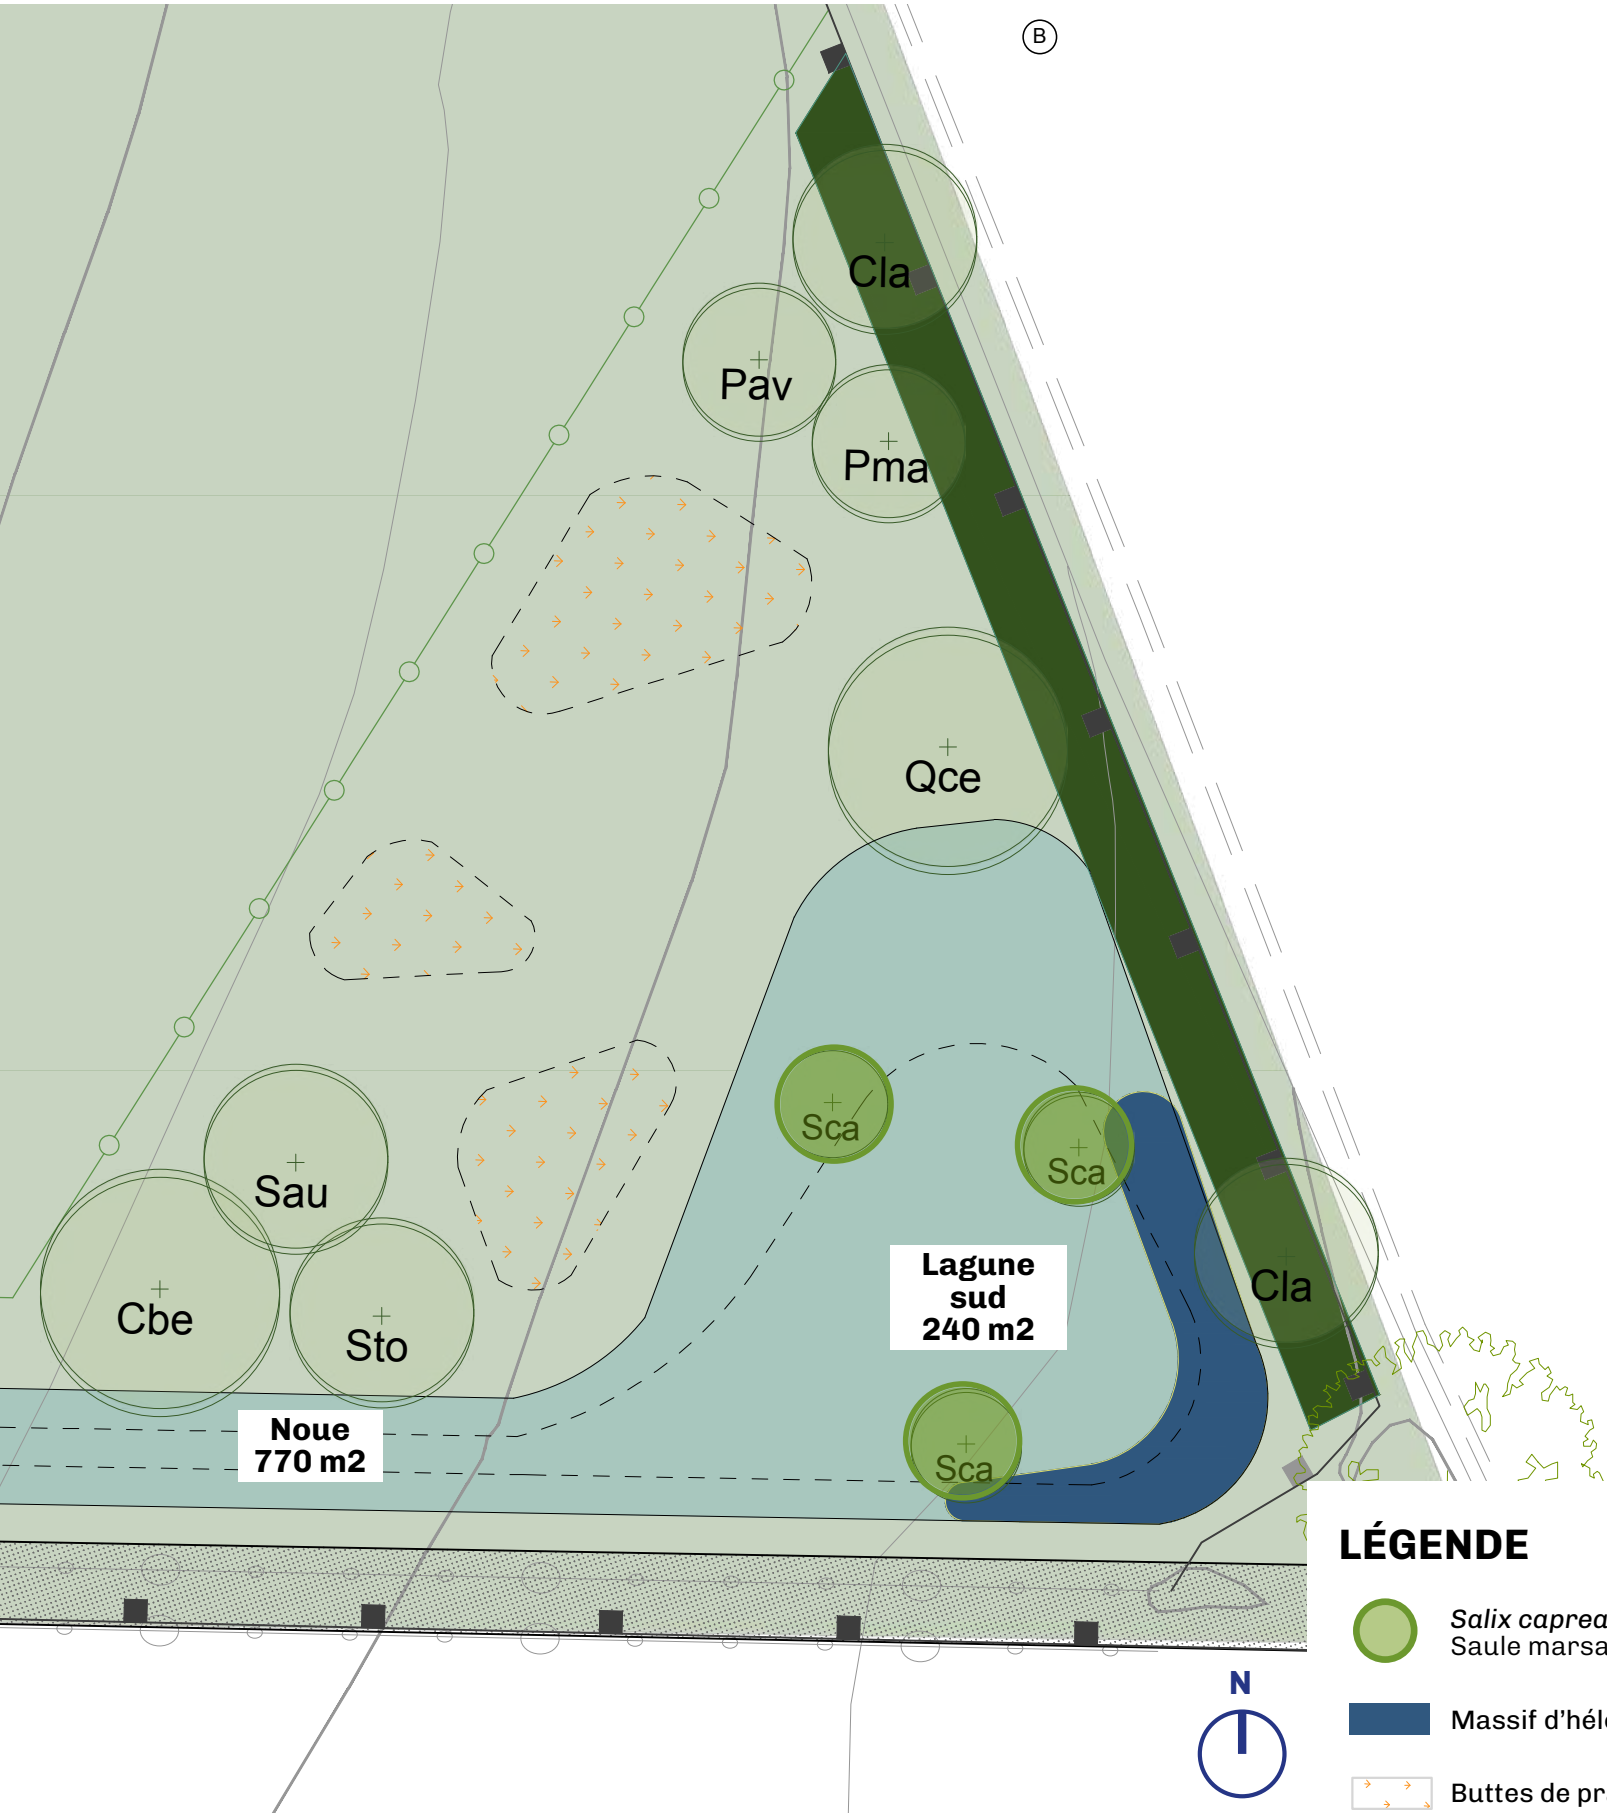 B
Cla
Pav
Pma
Qce
Sca
Sca
Sau
Cbe
Sto
Lagune
sud
240 m2
Cla
Noue
770 m2
Sca
LÉGENDE
Salix caprea
Saule marsa
Massif d'hél
Buttes de pr
N